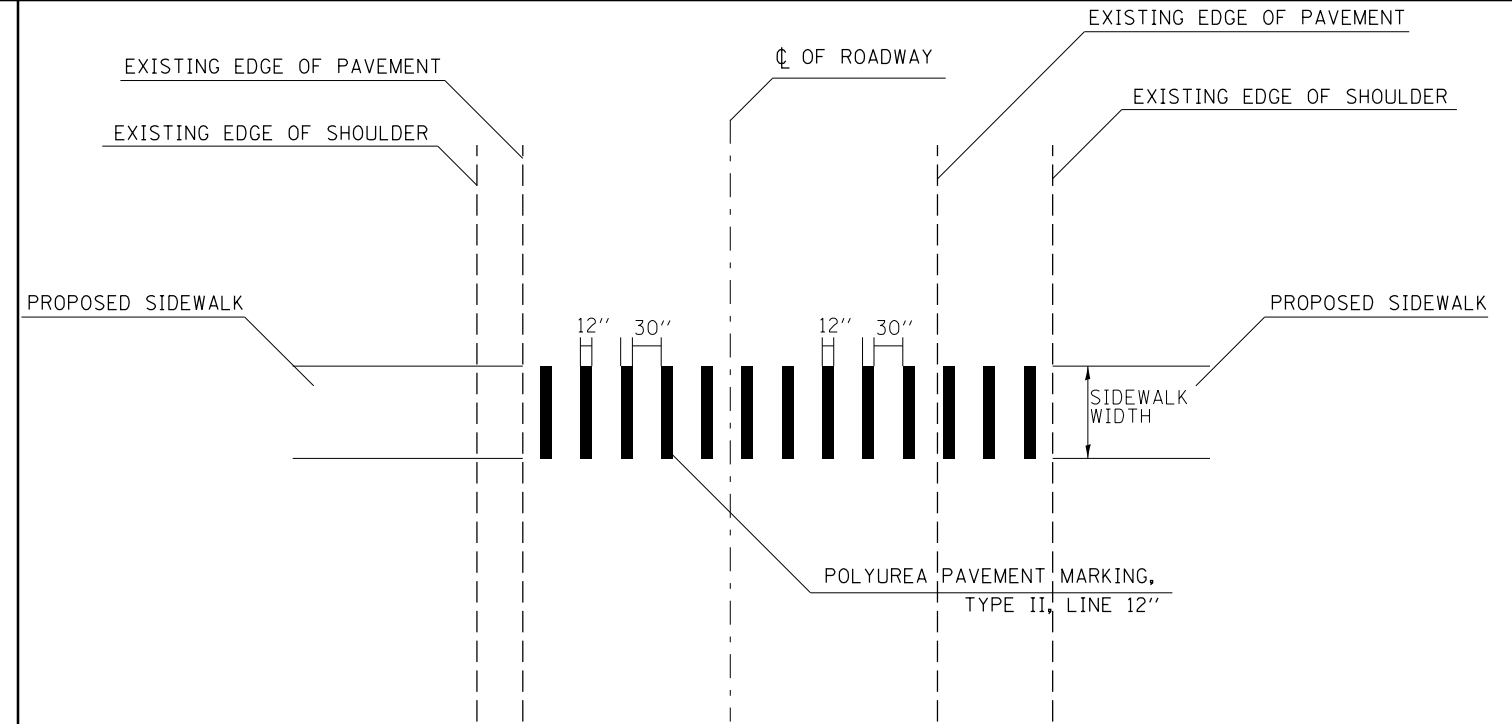 EXISTING EDGE OF PAVEMENT
℄ OF ROADWAY
EXISTING EDGE OF PAVEMENT
EXISTING EDGE OF SHOULDER
EXISTING EDGE OF SHOULDER
PROPOSED SIDEWALK
PROPOSED SIDEWALK
12''
30''
12''
30''
SIDEWALK
WIDTH
POLYUREA PAVEMENT MARKING,
TYPE II, LINE 12''